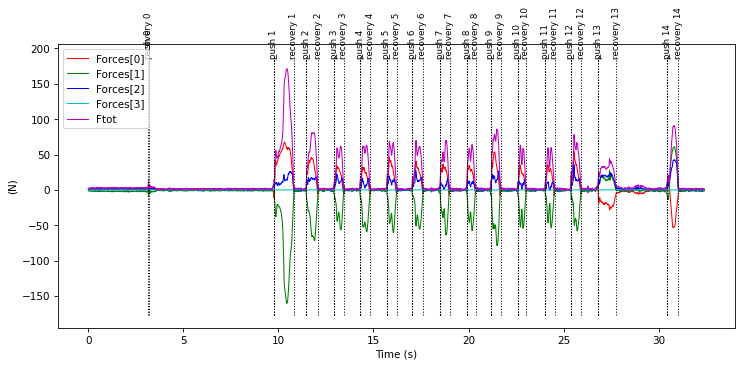 push 1
recovery 1
push 2
recovery 2
push 3
recovery 3
push 4
recovery 4
push 5
recovery 5
push 6
recovery 6
push 7
recovery 7
push 8
recovery 8
push 9
recovery 9
push 10
recovery 10
push 11
recovery 11
push 12
recovery 12
push 13
recovery 13
push 14
recovery 14
200
150
100
50
0
−50
−100
−150
(N)
Forces[0]
Forces[1]
Forces[2]
Forces[3]
Ftot
0
5
10
15
20
25
30
Time (s)